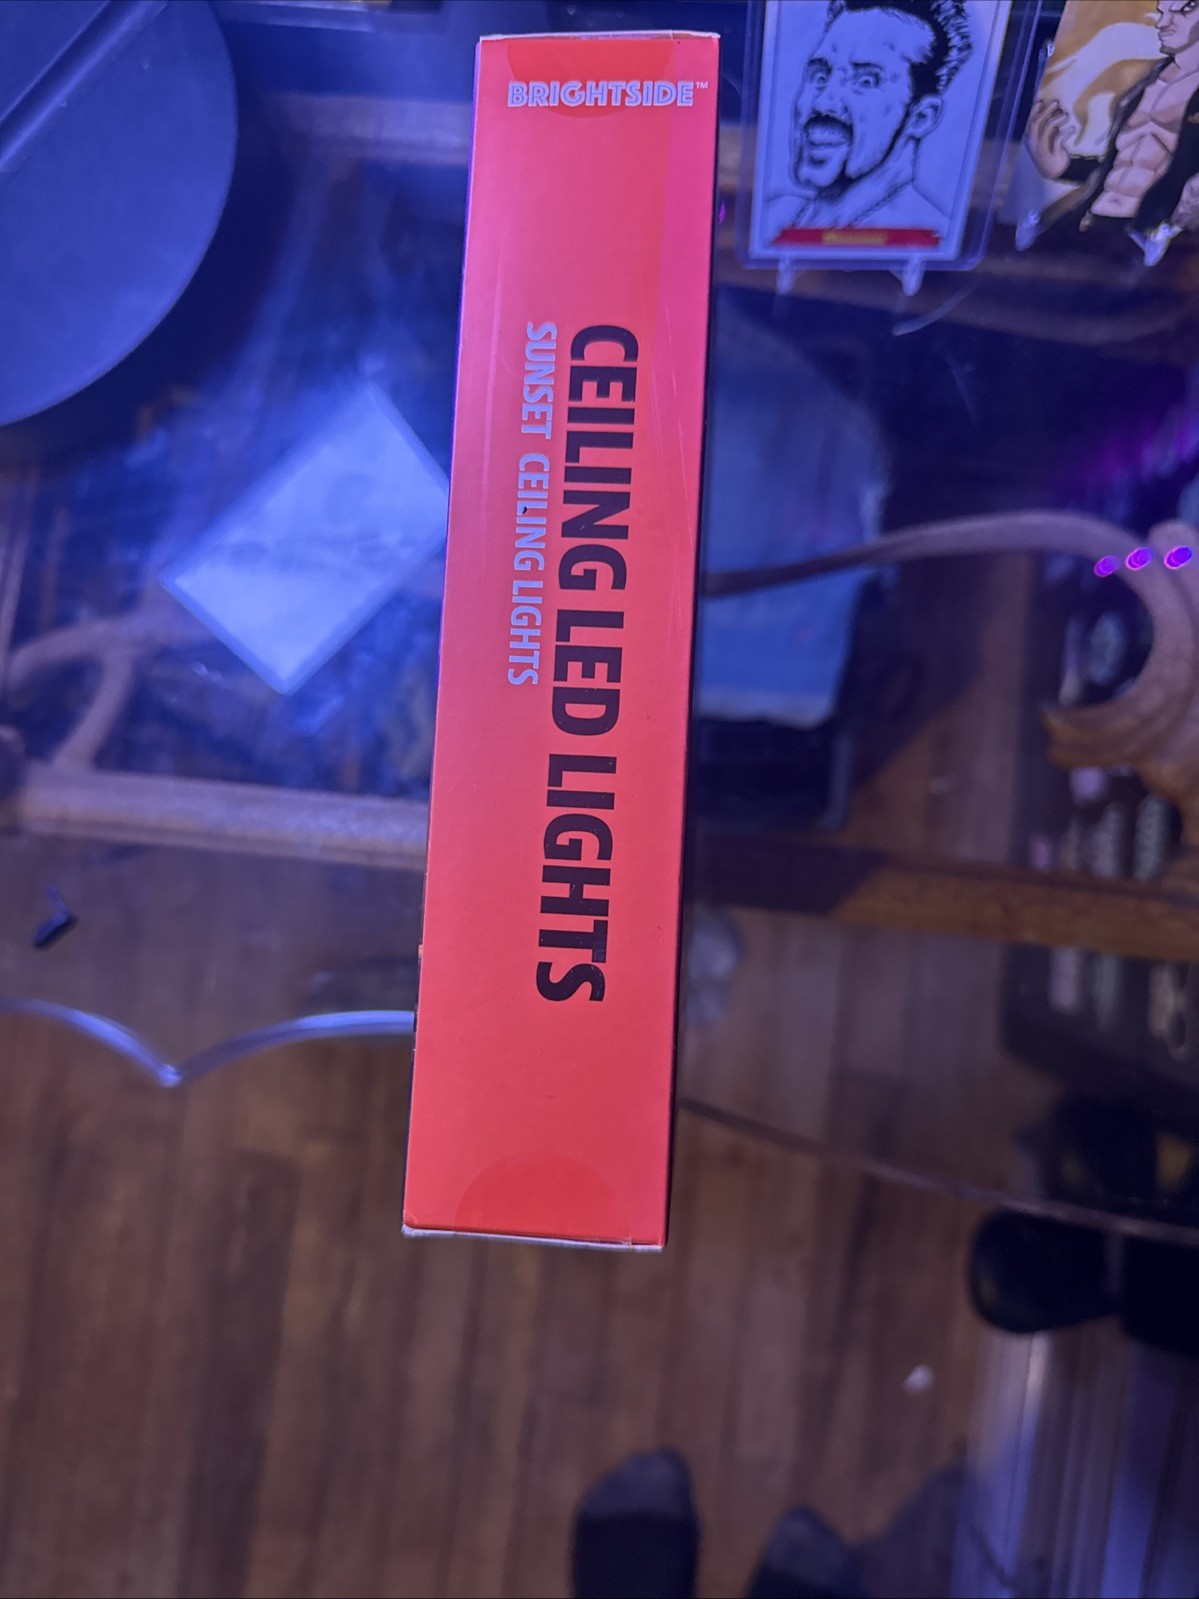 BRIGHTSIDE™
CEILING LED LIGHTS
SUNSET CEILING LIGHTS